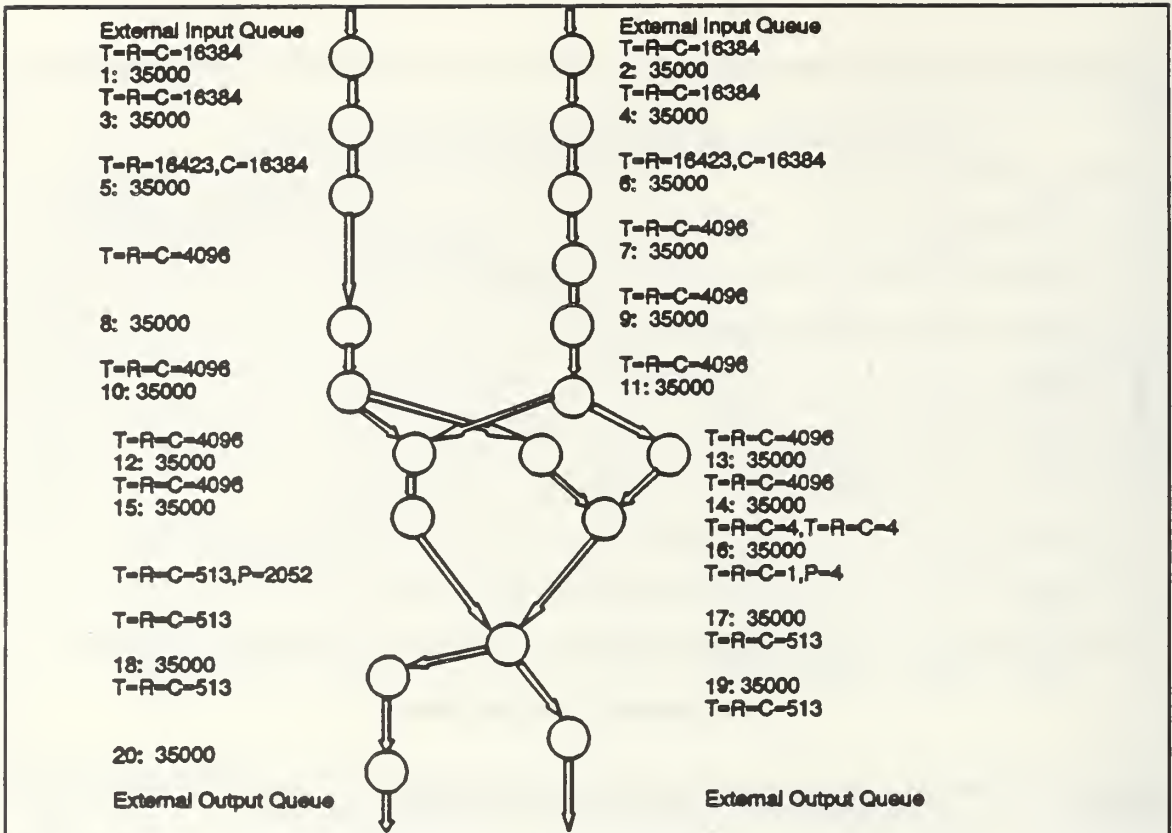 External Input Queue
T=R=C=16384
1: 35000
T=R=C=16384
3: 35000
T=R=16423,C=16384
5: 35000
T=R=C=4096
8: 35000
T=R=C=4096
10: 35000
T=R=C=4096
12: 35000
T=R=C=4096
15: 35000
T=R=C=513,P=2052
T=R=C=513
18: 35000
T=R=C=513
20: 35000
External Output Queue
External Input Queue
T=R=C=16384
2: 35000
T=R=C=16384
4: 35000
T=R=16423,C=16384
6: 35000
T=R=C=4096
7: 35000
T=R=C=4096
9: 35000
T=R=C=4096
11: 35000
T=R=C=4096
13: 35000
T=R=C=4096
14: 35000
T=R=C=4,T=R=C=4
16: 35000
T=R=C=1,P=4
17: 35000
T=R=C=513
19: 35000
T=R=C=513
External Output Queue